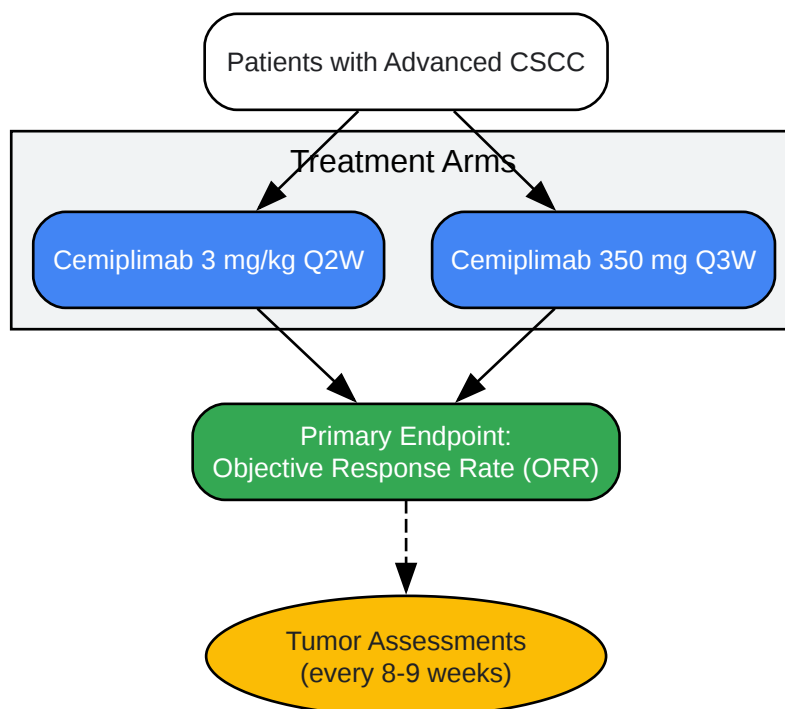 Patients with Advanced CSCC
Treatment Arms
Cemiplimab 3 mg/kg Q2W
Cemiplimab 350 mg Q3W
Primary Endpoint:
Objective Response Rate (ORR)
Tumor Assessments
(every 8-9 weeks)